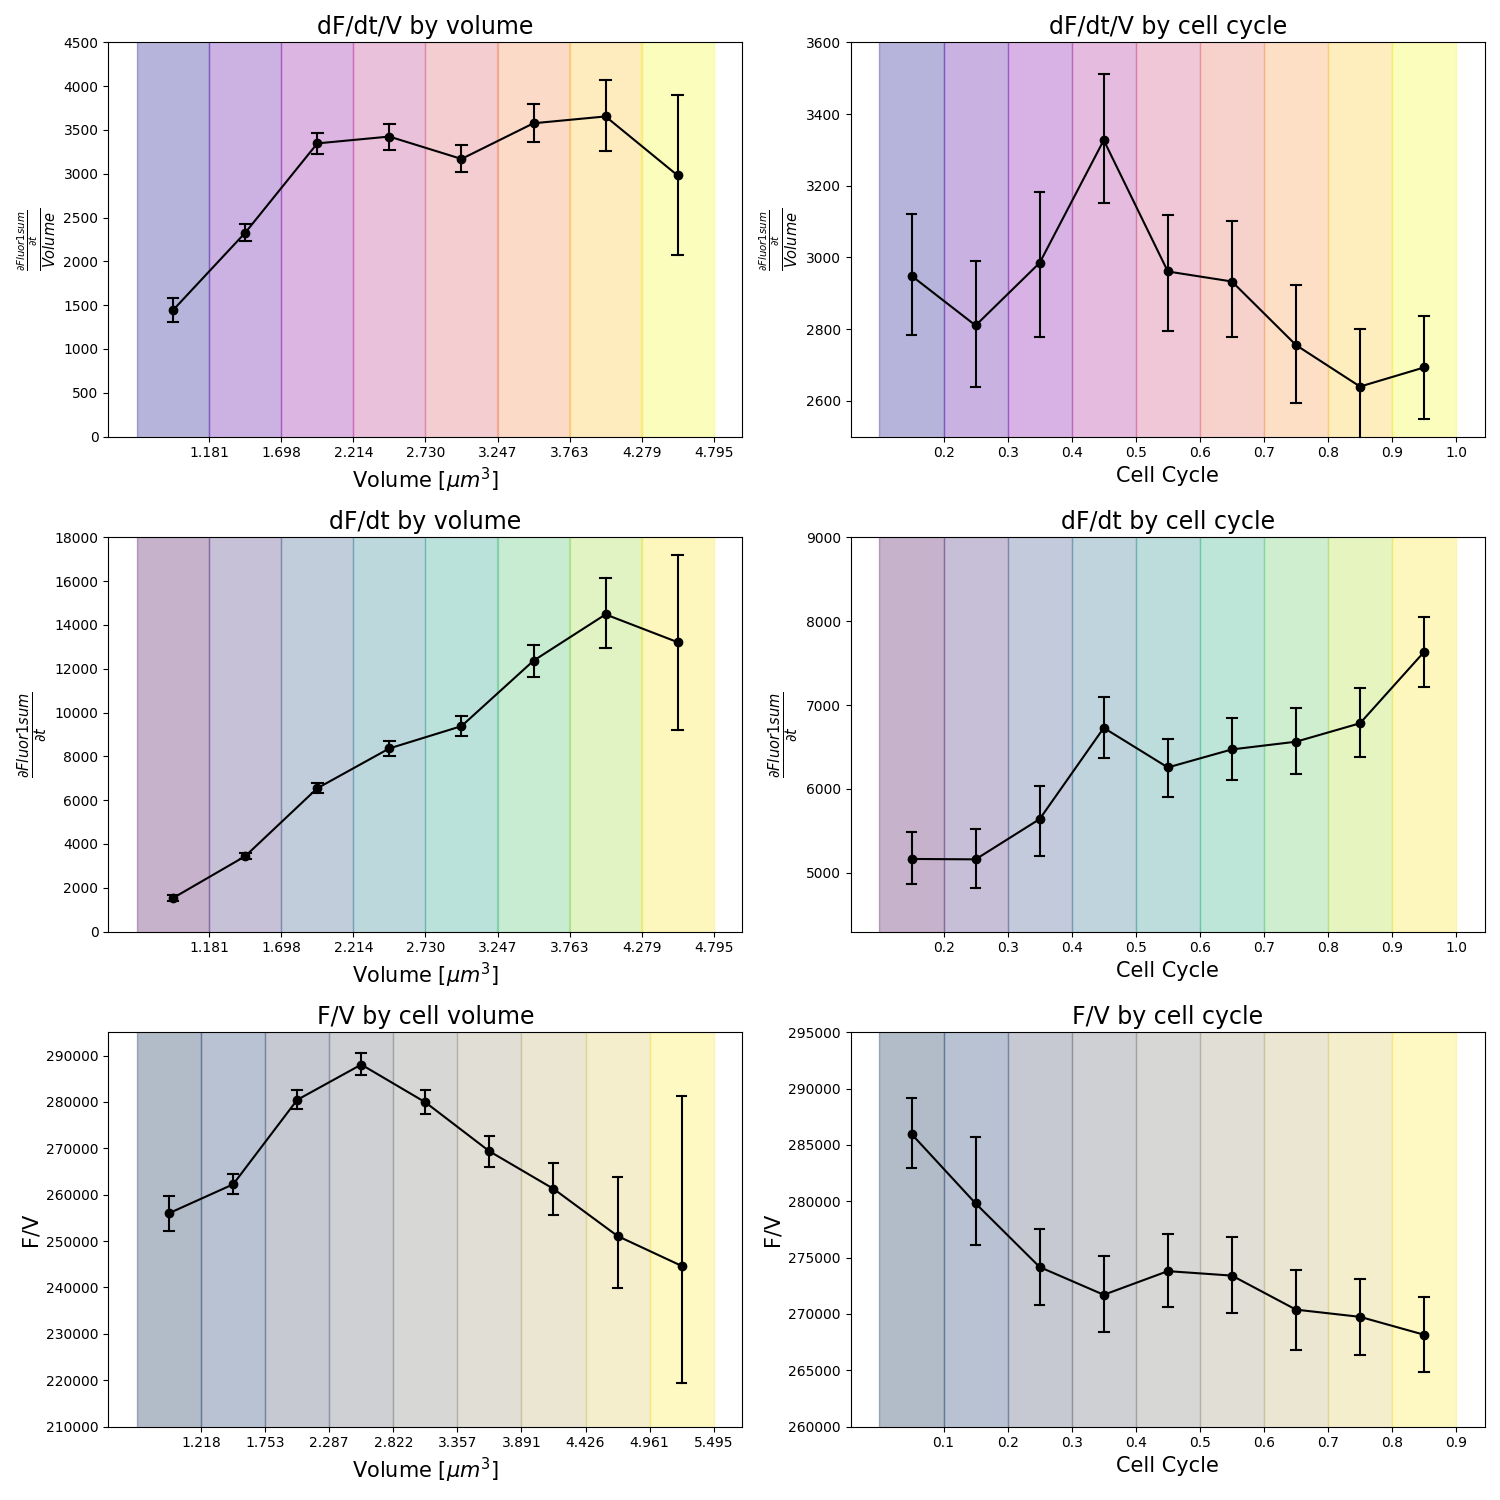 dF/dt/V by volume
4500
4000
3500
3000
2500
2000
1500
1000
500
0
∂Fluor1sum
∂t
Volume
1.181 1.698 2.214 2.730 3.247 3.763 4.279 4.795
Volume [μm³]
dF/dt/V by cell cycle
3600
3400
3200
3000
2800
2600
∂Fluor1sum
∂t
Volume
0.2 0.3 0.4 0.5 0.6 0.7 0.8 0.9 1.0
Cell Cycle
dF/dt by volume
18000
16000
14000
12000
10000
8000
6000
4000
2000
0
∂Fluor1sum
∂t
1.181 1.698 2.214 2.730 3.247 3.763 4.279 4.795
Volume [μm³]
dF/dt by cell cycle
9000
8000
7000
6000
5000
∂Fluor1sum
∂t
0.2 0.3 0.4 0.5 0.6 0.7 0.8 0.9 1.0
Cell Cycle
F/V by cell volume
290000
280000
270000
260000
250000
240000
230000
220000
210000
F/V
1.218 1.753 2.287 2.822 3.357 3.891 4.426 4.961 5.495
Volume [μm³]
F/V by cell cycle
295000
290000
285000
280000
275000
270000
265000
260000
F/V
0.1 0.2 0.3 0.4 0.5 0.6 0.7 0.8 0.9
Cell Cycle